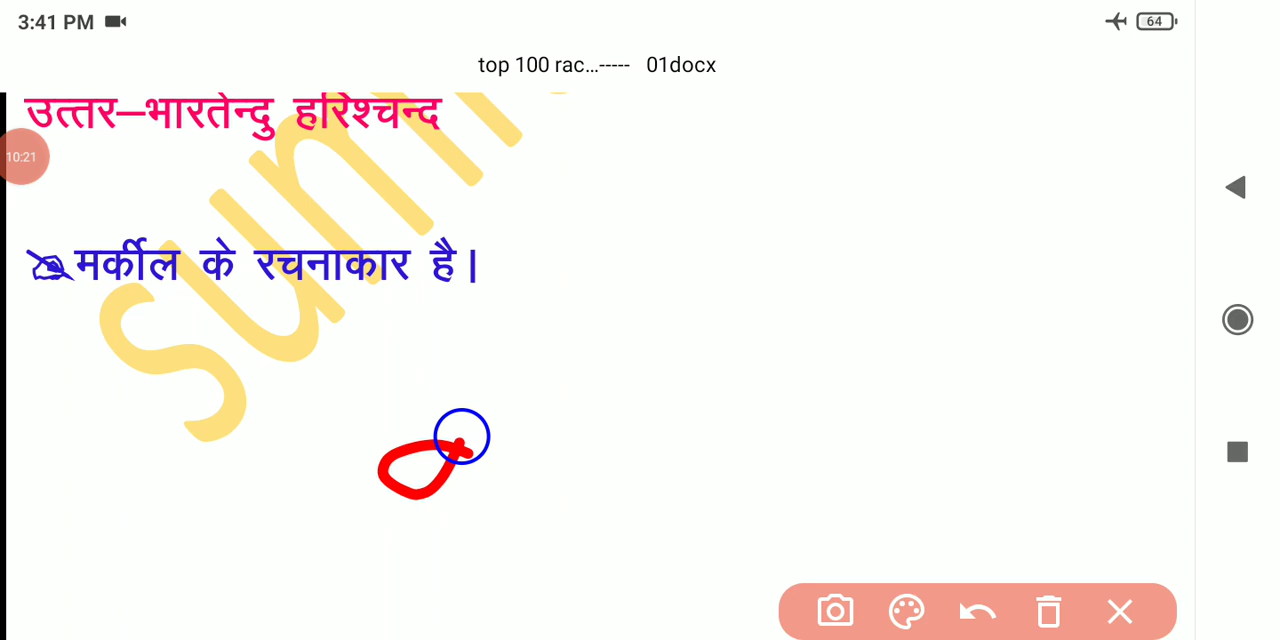 3:41 PM
64
top 100 rac...----- 01docx
उत्तर–भारतेन्दु हरिश्चन्द
10:21
मर्कील के रचनाकार है।